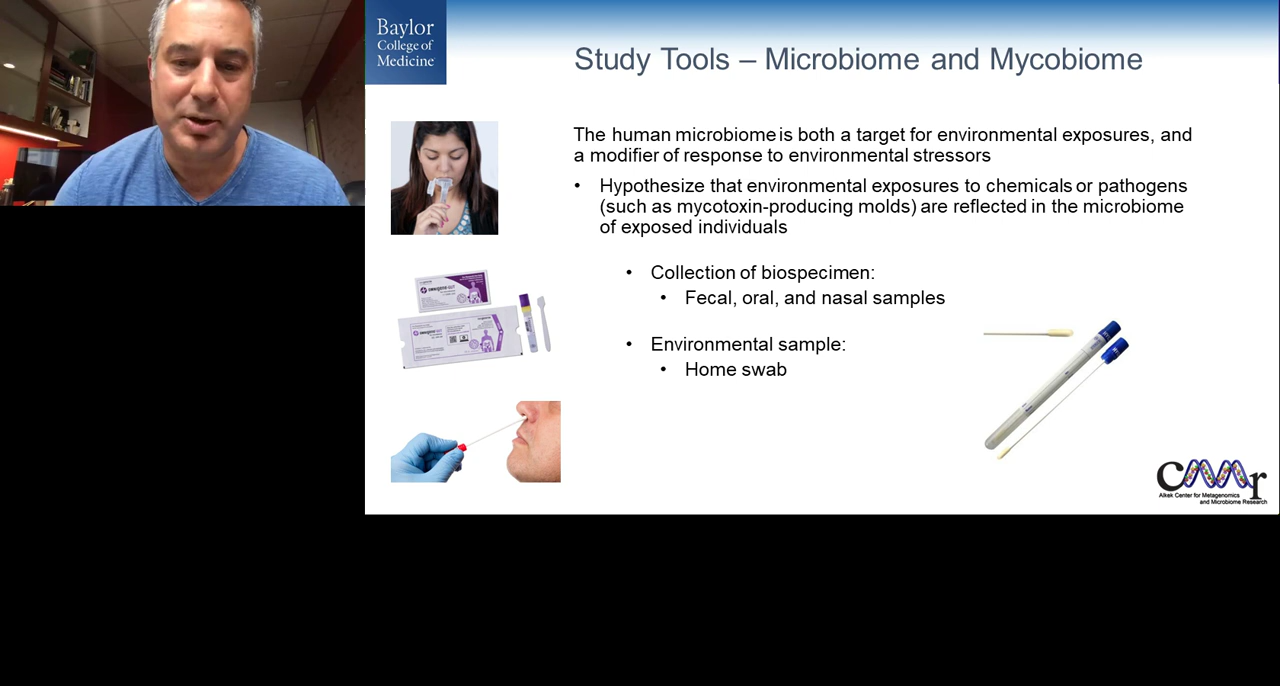 Baylor
College of
Medicine
Study Tools – Microbiome and Mycobiome
The human microbiome is both a target for environmental exposures, and
a modifier of response to environmental stressors
• Hypothesize that environmental exposures to chemicals or pathogens
(such as mycotoxin-producing molds) are reflected in the microbiome
of exposed individuals
• Collection of biospecimen:
• Fecal, oral, and nasal samples
• Environmental sample:
• Home swab
cmmr
Alkek Center for Metagenomics
and Microbiome Research